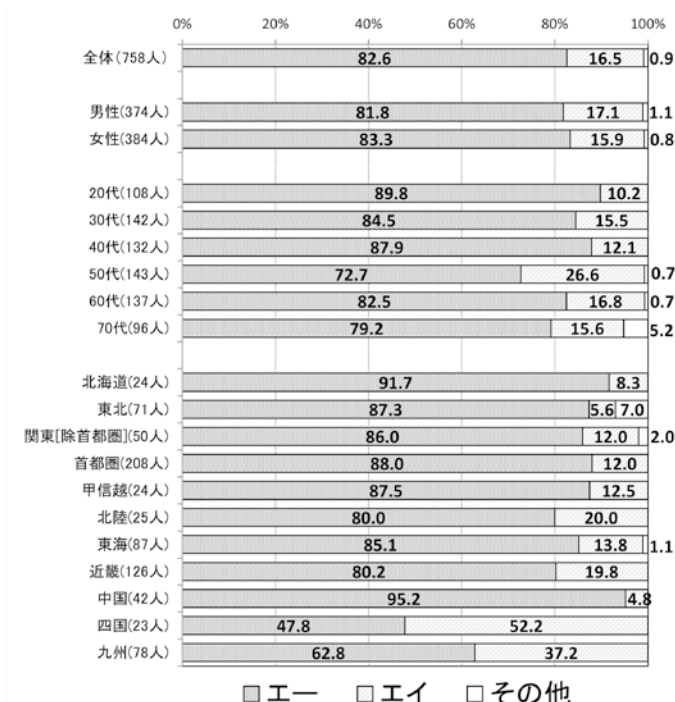 0% 20% 40% 60% 80% 100%
全体(758人) 82.6 16.5 0.9
男性(374人) 81.8 17.1 1.1
女性(384人) 83.3 15.9 0.8
20代(108人) 89.8 10.2
30代(142人) 84.5 15.5
40代(132人) 87.9 12.1
50代(143人) 72.7 26.6 0.7
60代(137人) 82.5 16.8 0.7
70代(96人) 79.2 15.6 5.2
北海道(24人) 91.7 8.3
東北(71人) 87.3 5.6 7.0
関東[除首都圏](50人) 86.0 12.0 2.0
首都圏(208人) 88.0 12.0
甲信越(24人) 87.5 12.5
北陸(25人) 80.0 20.0
東海(87人) 85.1 13.8 1.1
近畿(126人) 80.2 19.8
中国(42人) 95.2 4.8
四国(23人) 47.8 52.2
九州(78人) 62.8 37.2
エー エイ その他